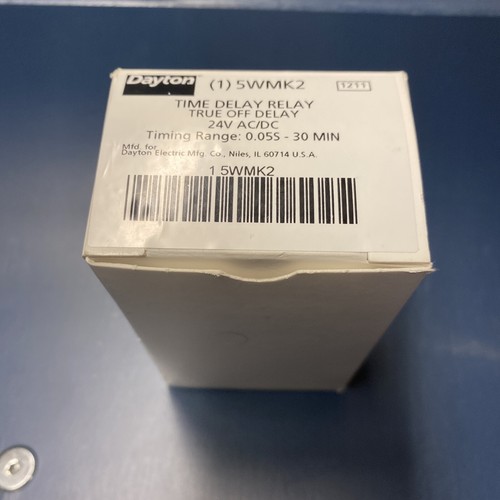 Dayton (1) 5WMK2 1211
TIME DELAY RELAY
TRUE OFF DELAY
24V AC/DC
Timing Range: 0.05S - 30 MIN
Mfd. for
Dayton Electric Mfg. Co., Niles, IL 60714 U.S.A.
1 5WMK2